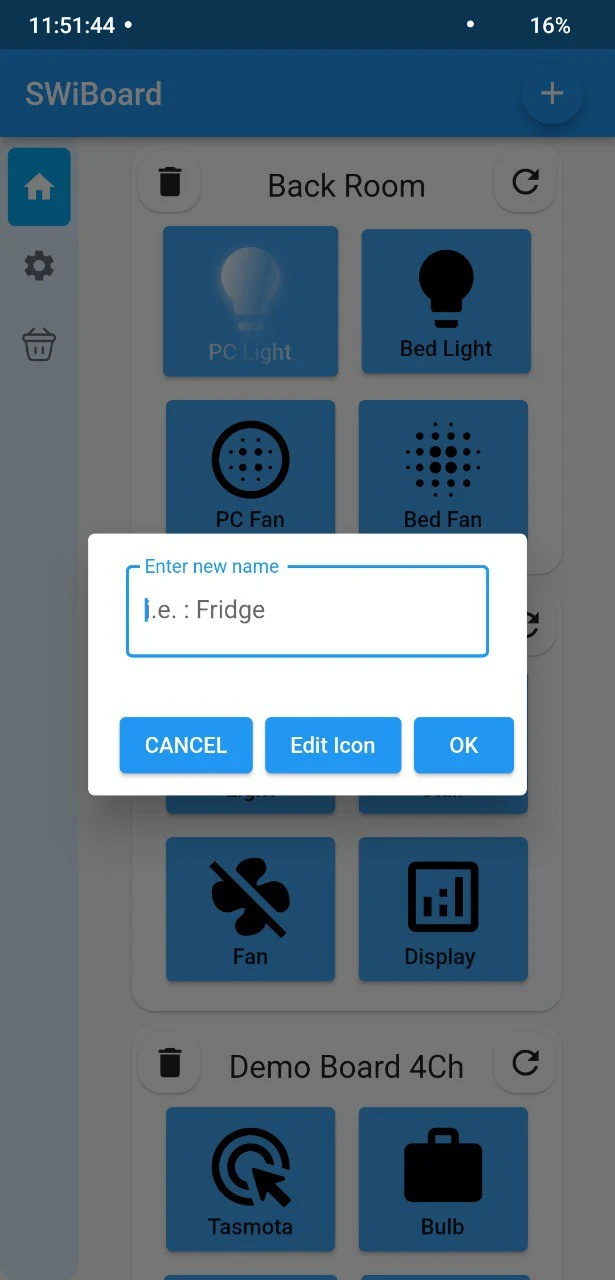 11:51:44 • • 16%
SWiBoard
Back Room
PC Light Bed Light
PC Fan Bed Fan
Enter new name
i.e. : Fridge
CANCEL Edit Icon OK
Fan Display
Demo Board 4Ch
Tasmota Bulb